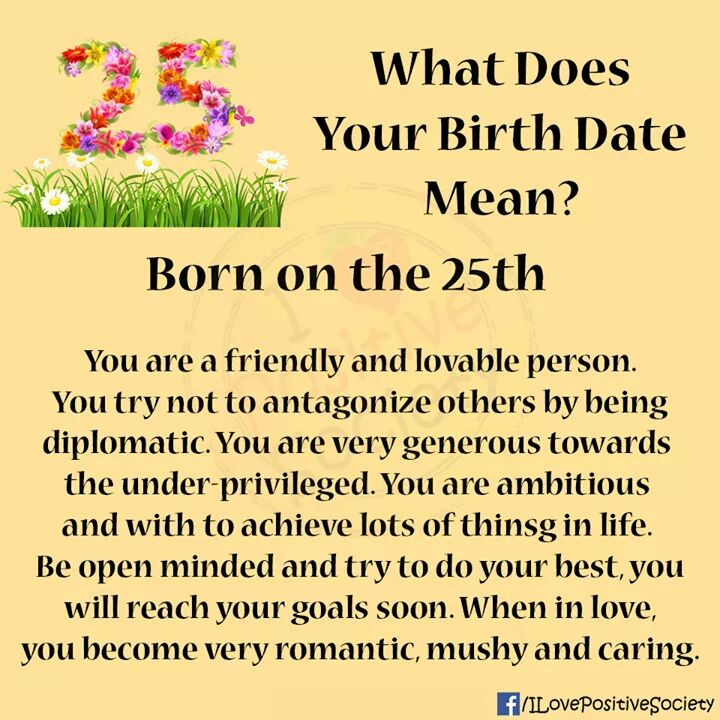 25
What Does
Your Birth Date
Mean?
Born on the 25th
You are a friendly and lovable person.
You try not to antagonize others by being
diplomatic. You are very generous towards
the under-privileged. You are ambitious
and with to achieve lots of thinsg in life.
Be open minded and try to do your best, you
will reach your goals soon. When in love,
you become very romantic, mushy and caring.
I
Positive
Society
f/ILovePositiveSociety